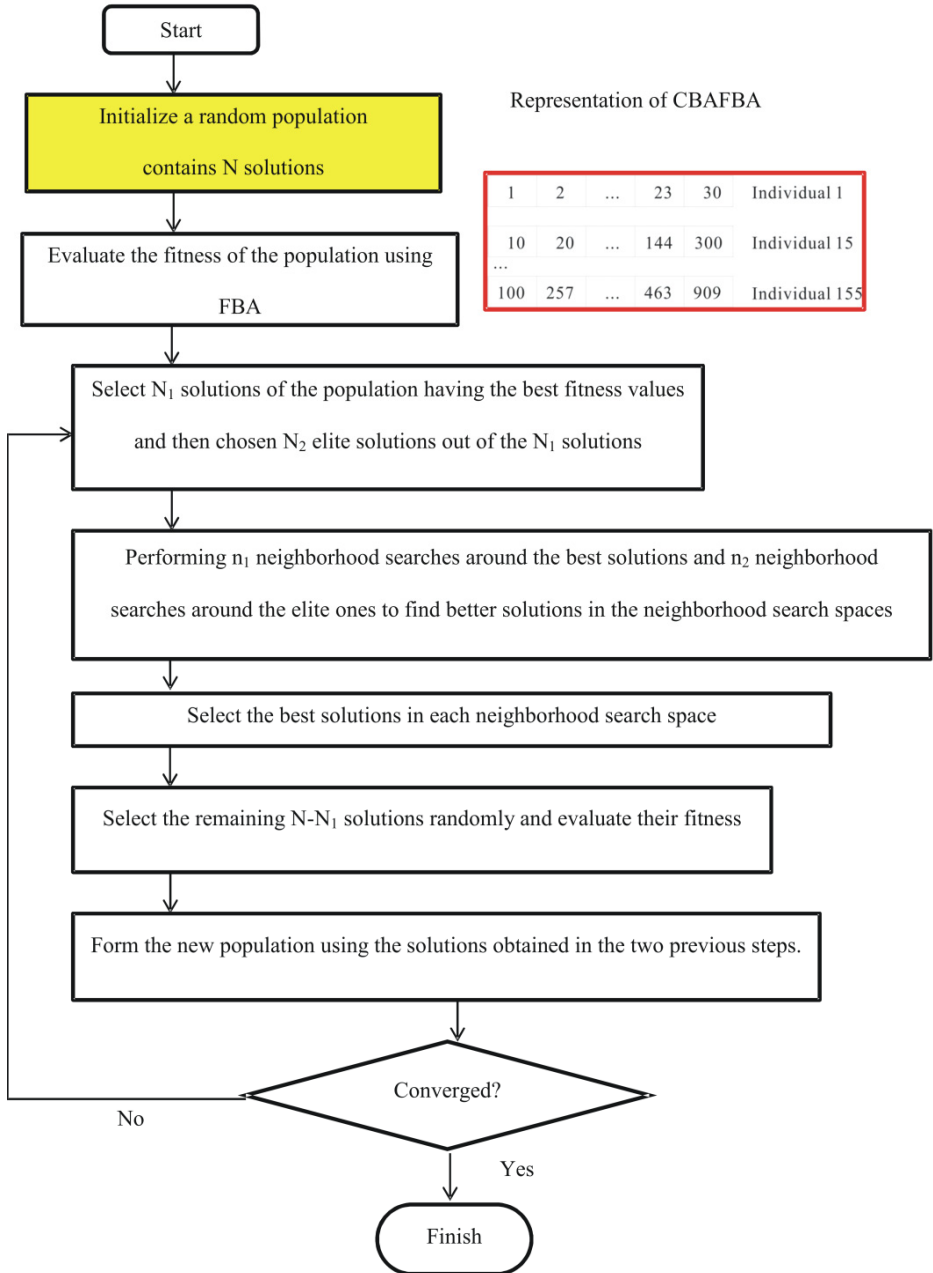 Start
Initialize a random population
contains N solutions
Representation of CBAFBA
1 2 ... 23 30 Individual 1
10 20 ... 144 300 Individual 15
...
100 257 ... 463 909 Individual 155
Evaluate the fitness of the population using
FBA
Select N₁ solutions of the population having the best fitness values
and then chosen N₂ elite solutions out of the N₁ solutions
Performing n₁ neighborhood searches around the best solutions and n₂ neighborhood
searches around the elite ones to find better solutions in the neighborhood search spaces
Select the best solutions in each neighborhood search space
Select the remaining N-N₁ solutions randomly and evaluate their fitness
Form the new population using the solutions obtained in the two previous steps.
Converged?
No
Yes
Finish